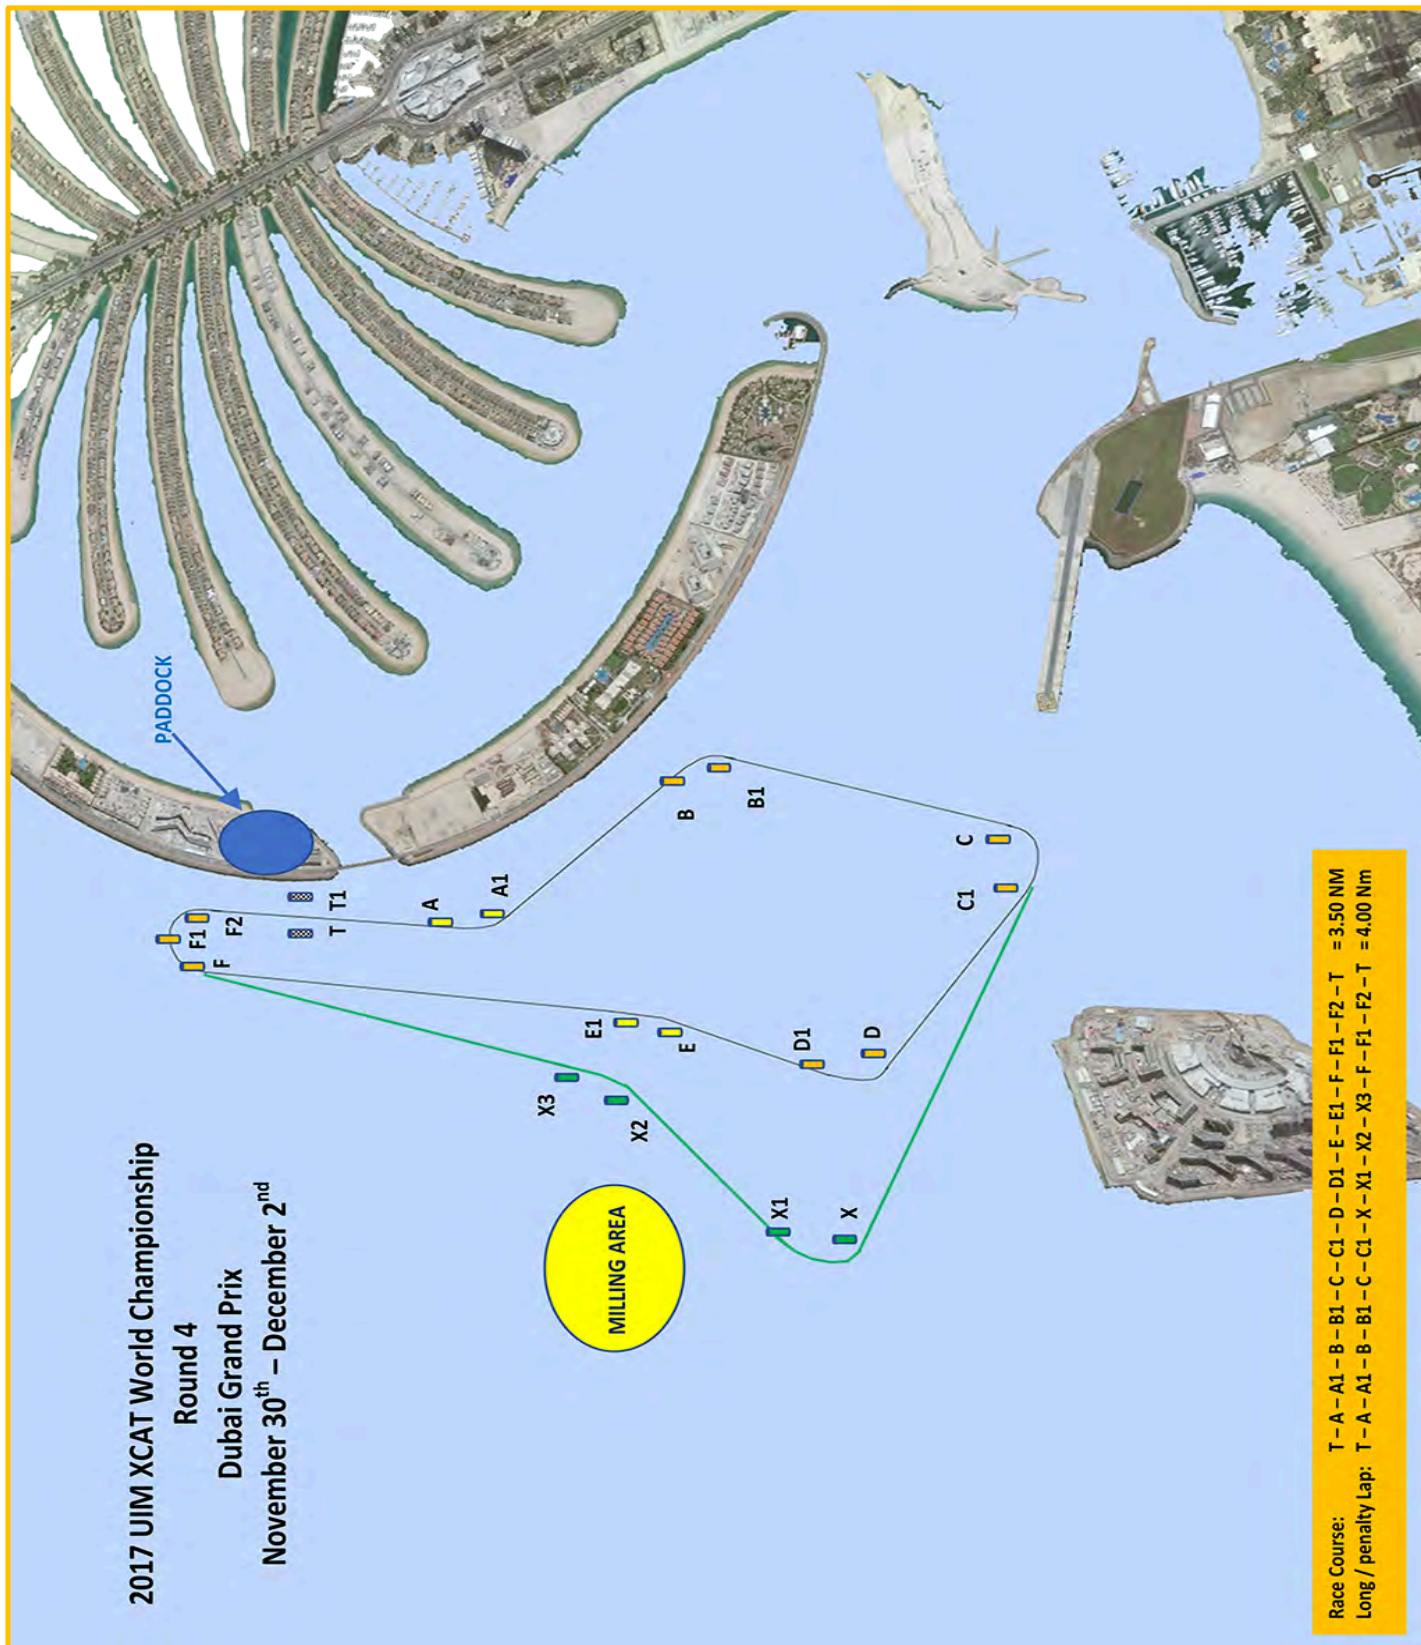 2017 UIM XCAT World Championship
Round 4
Dubai Grand Prix
November 30th – December 2nd
PADDOCK
MILLING AREA
F1
F2
F
T1
T
A
A1
B
B1
C
C1
D
D1
E
E1
X
X1
X2
X3
Race Course: T – A – A1 – B – B1 – C – C1 – D – D1 – E – E1 – F – F1 – F2 – T = 3.50 NM
Long / penalty Lap: T – A – A1 – B – B1 – C – C1 – X – X1 – X2 – X3 – F – F1 – F2 – T = 4.00 Nm